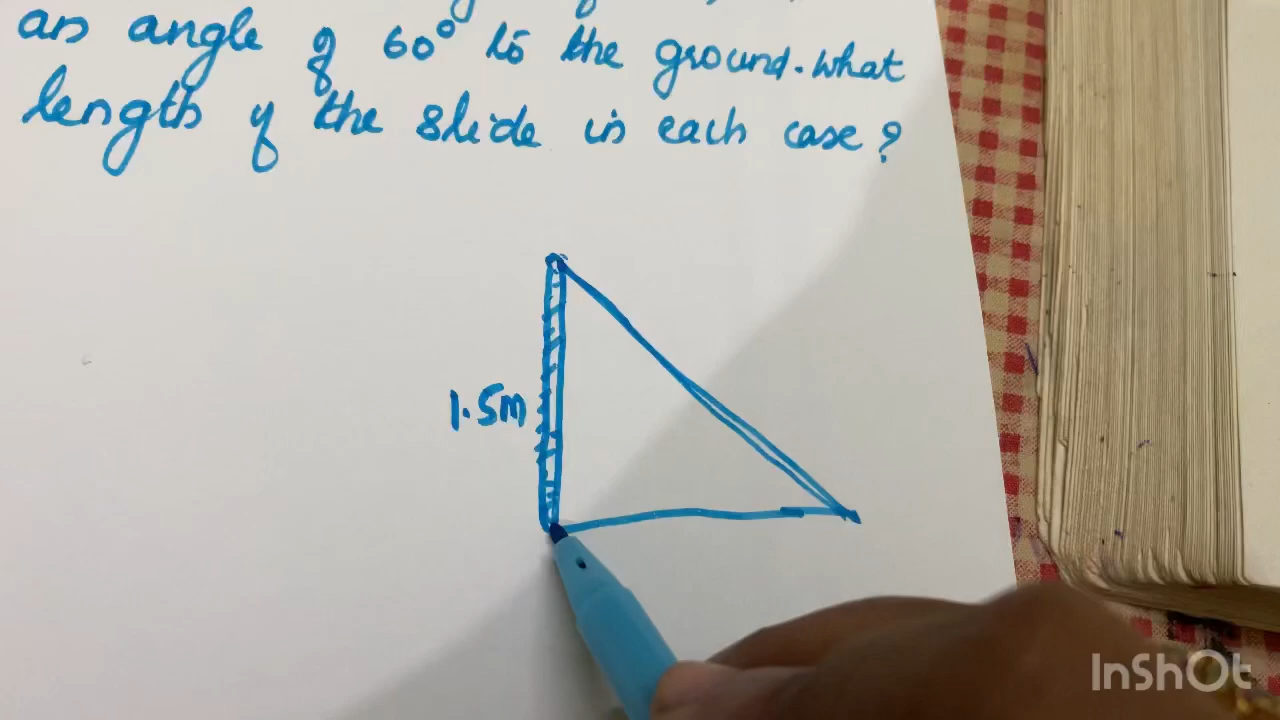 an angle of 60° to the ground. What
length of the slide in each case?
1.5m
InShOt